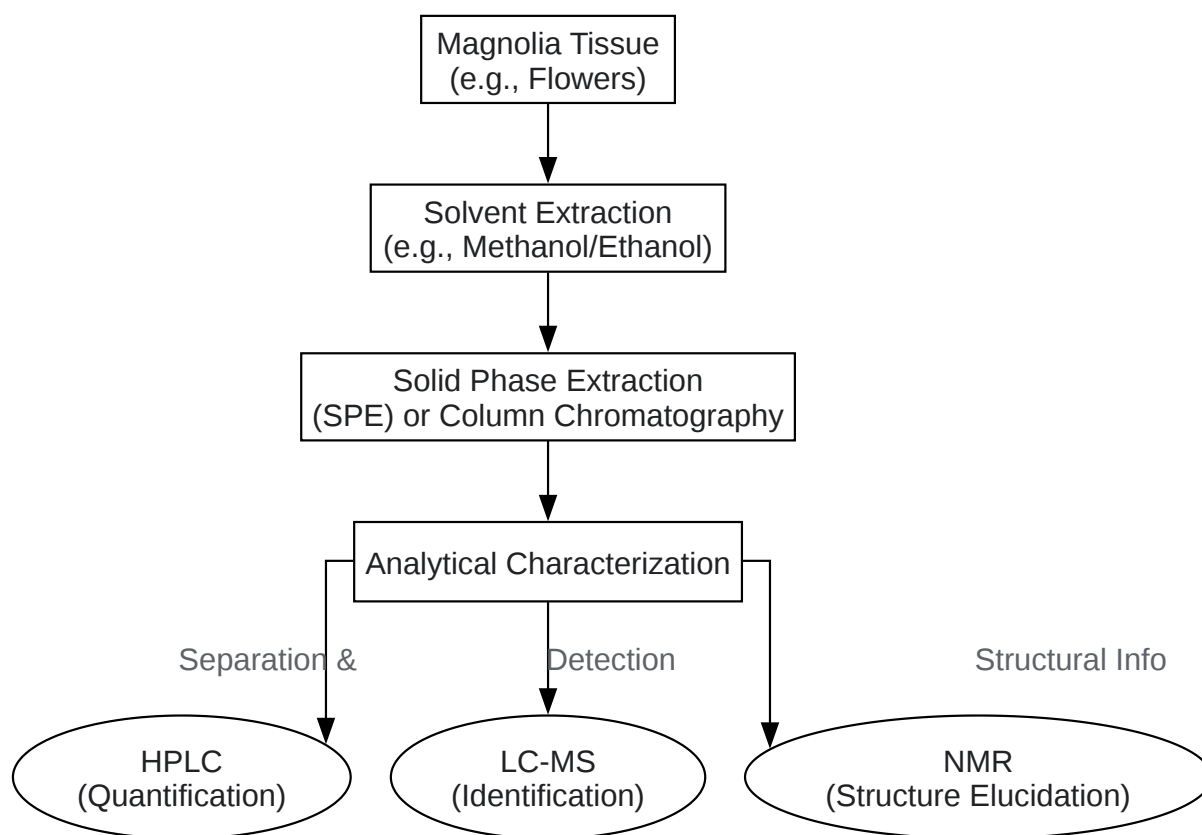 Magnolia Tissue
(e.g., Flowers)
Solvent Extraction
(e.g., Methanol/Ethanol)
Solid Phase Extraction
(SPE) or Column Chromatography
Analytical Characterization
Separation &
Detection
Structural Info
HPLC
(Quantification)
LC-MS
(Identification)
NMR
(Structure Elucidation)